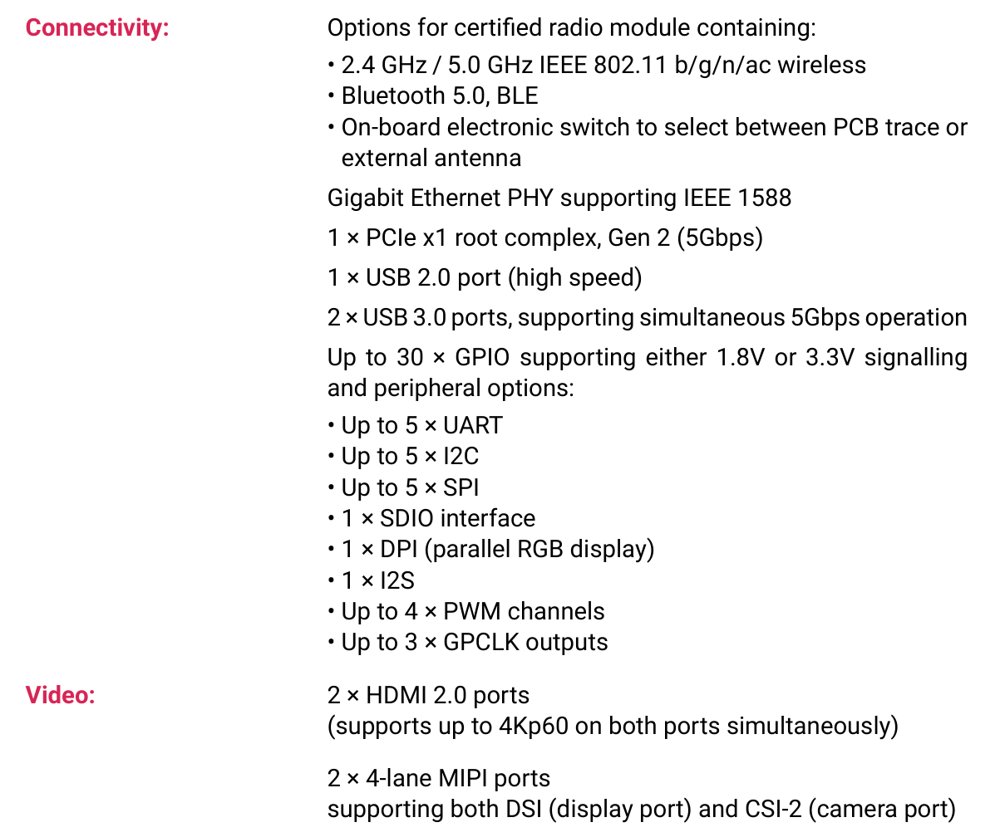 Connectivity:
Options for certified radio module containing:
• 2.4 GHz / 5.0 GHz IEEE 802.11 b/g/n/ac wireless
• Bluetooth 5.0, BLE
• On-board electronic switch to select between PCB trace or
external antenna
Gigabit Ethernet PHY supporting IEEE 1588
1 × PCIe x1 root complex, Gen 2 (5Gbps)
1 × USB 2.0 port (high speed)
2 × USB 3.0 ports, supporting simultaneous 5Gbps operation
Up to 30 × GPIO supporting either 1.8V or 3.3V signalling
and peripheral options:
• Up to 5 × UART
• Up to 5 × I2C
• Up to 5 × SPI
• 1 × SDIO interface
• 1 × DPI (parallel RGB display)
• 1 × I2S
• Up to 4 × PWM channels
• Up to 3 × GPCLK outputs
Video:
2 × HDMI 2.0 ports
(supports up to 4Kp60 on both ports simultaneously)
2 × 4-lane MIPI ports
supporting both DSI (display port) and CSI-2 (camera port)